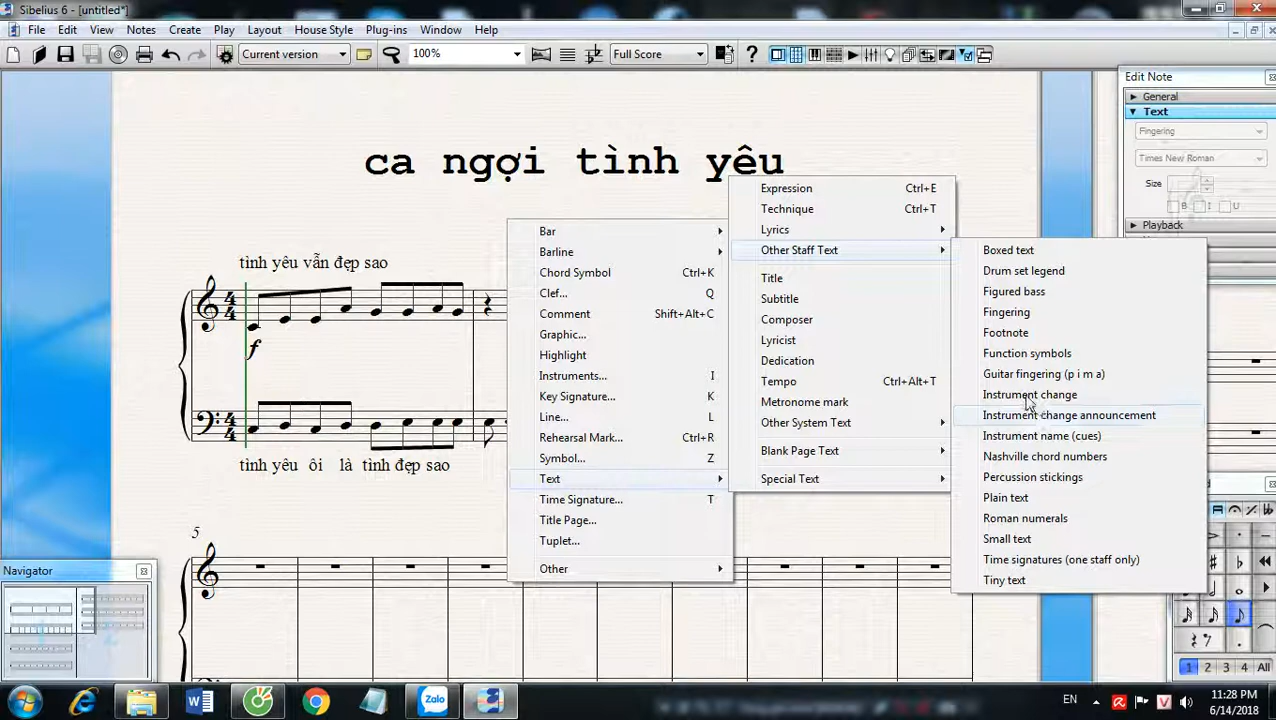 Sibelius 6 - [untitled*]
File Edit View Notes Create Play Layout House Style Plug-ins Window Help
Current version 100% Full Score
ca ngợi tình yêu
tình yêu vẫn đẹp sao
4 4
f
4 4
tình yêu ôi là tình đẹp sao
5
Bar
Barline
Chord Symbol Ctrl+K
Clef... Q
Comment Shift+Alt+C
Graphic...
Highlight
Instruments... I
Key Signature... K
Line... L
Rehearsal Mark... Ctrl+R
Symbol... Z
Text
Time Signature... T
Title Page...
Tuplet...
Other
Expression Ctrl+E
Technique Ctrl+T
Lyrics
Other Staff Text
Title
Subtitle
Composer
Lyricist
Dedication
Tempo Ctrl+Alt+T
Metronome mark
Other System Text
Blank Page Text
Special Text
Boxed text
Drum set legend
Figured bass
Fingering
Footnote
Function symbols
Guitar fingering (p i m a)
Instrument change
Instrument change announcement
Instrument name (cues)
Nashville chord numbers
Percussion stickings
Plain text
Roman numerals
Small text
Time signatures (one staff only)
Tiny text
Edit Note
General
Text
Fingering
Times New Roman
Size
B I U
Playback
1 2 3 4 All
Navigator
Zalo
EN
11:28 PM
6/14/2018